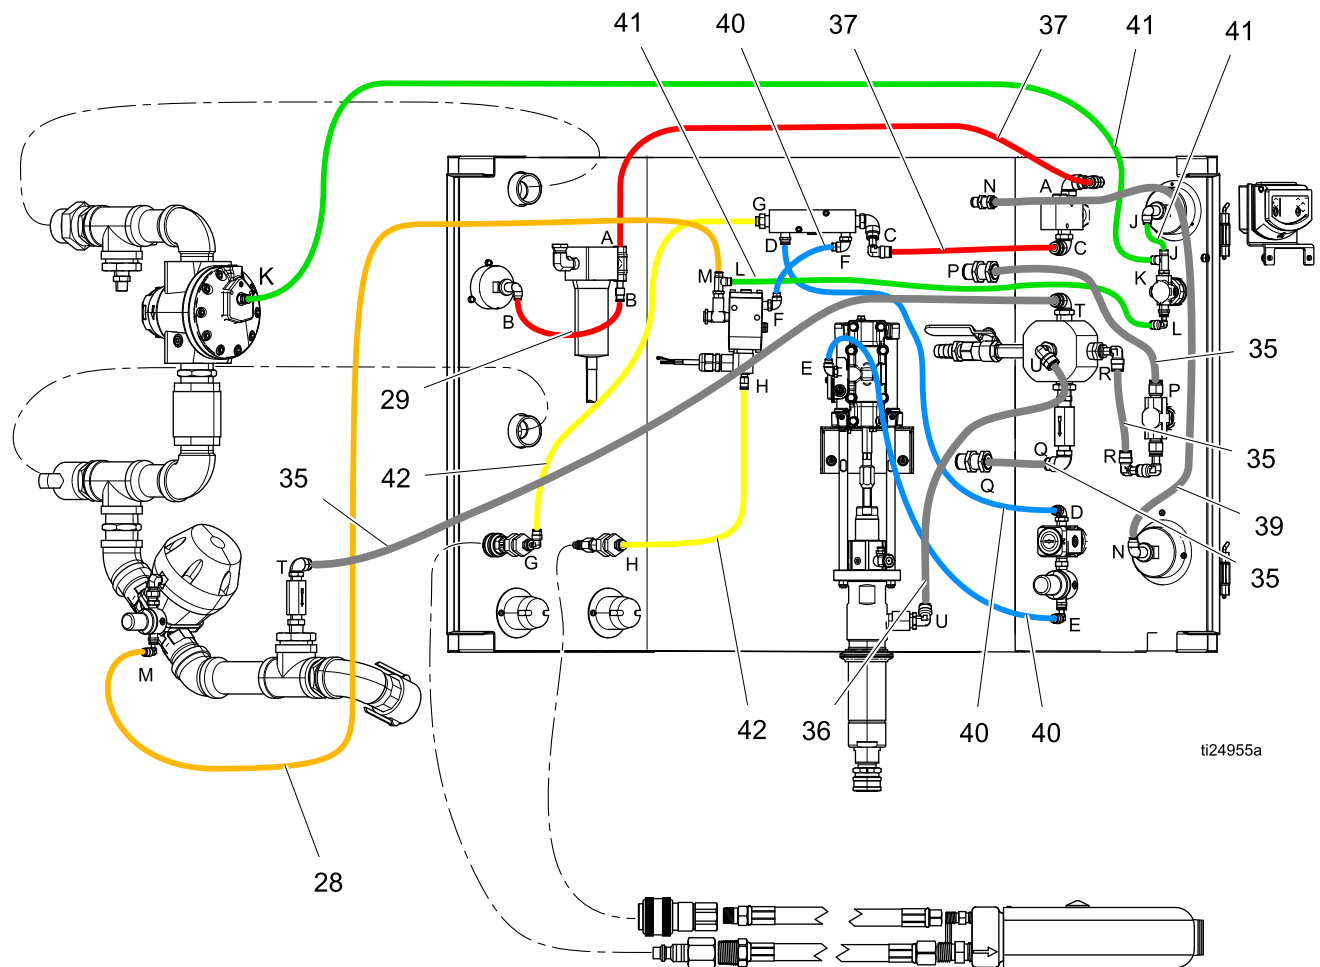 41 40 37 37 41 41
N A
G
J
A D F C C J
K M L P K
B B F T L
U R P
E H
29
35
42 Q R 35
35 Q
D 39
G H N
T 35
U E
M
42 36 40 40
ti24955a
28